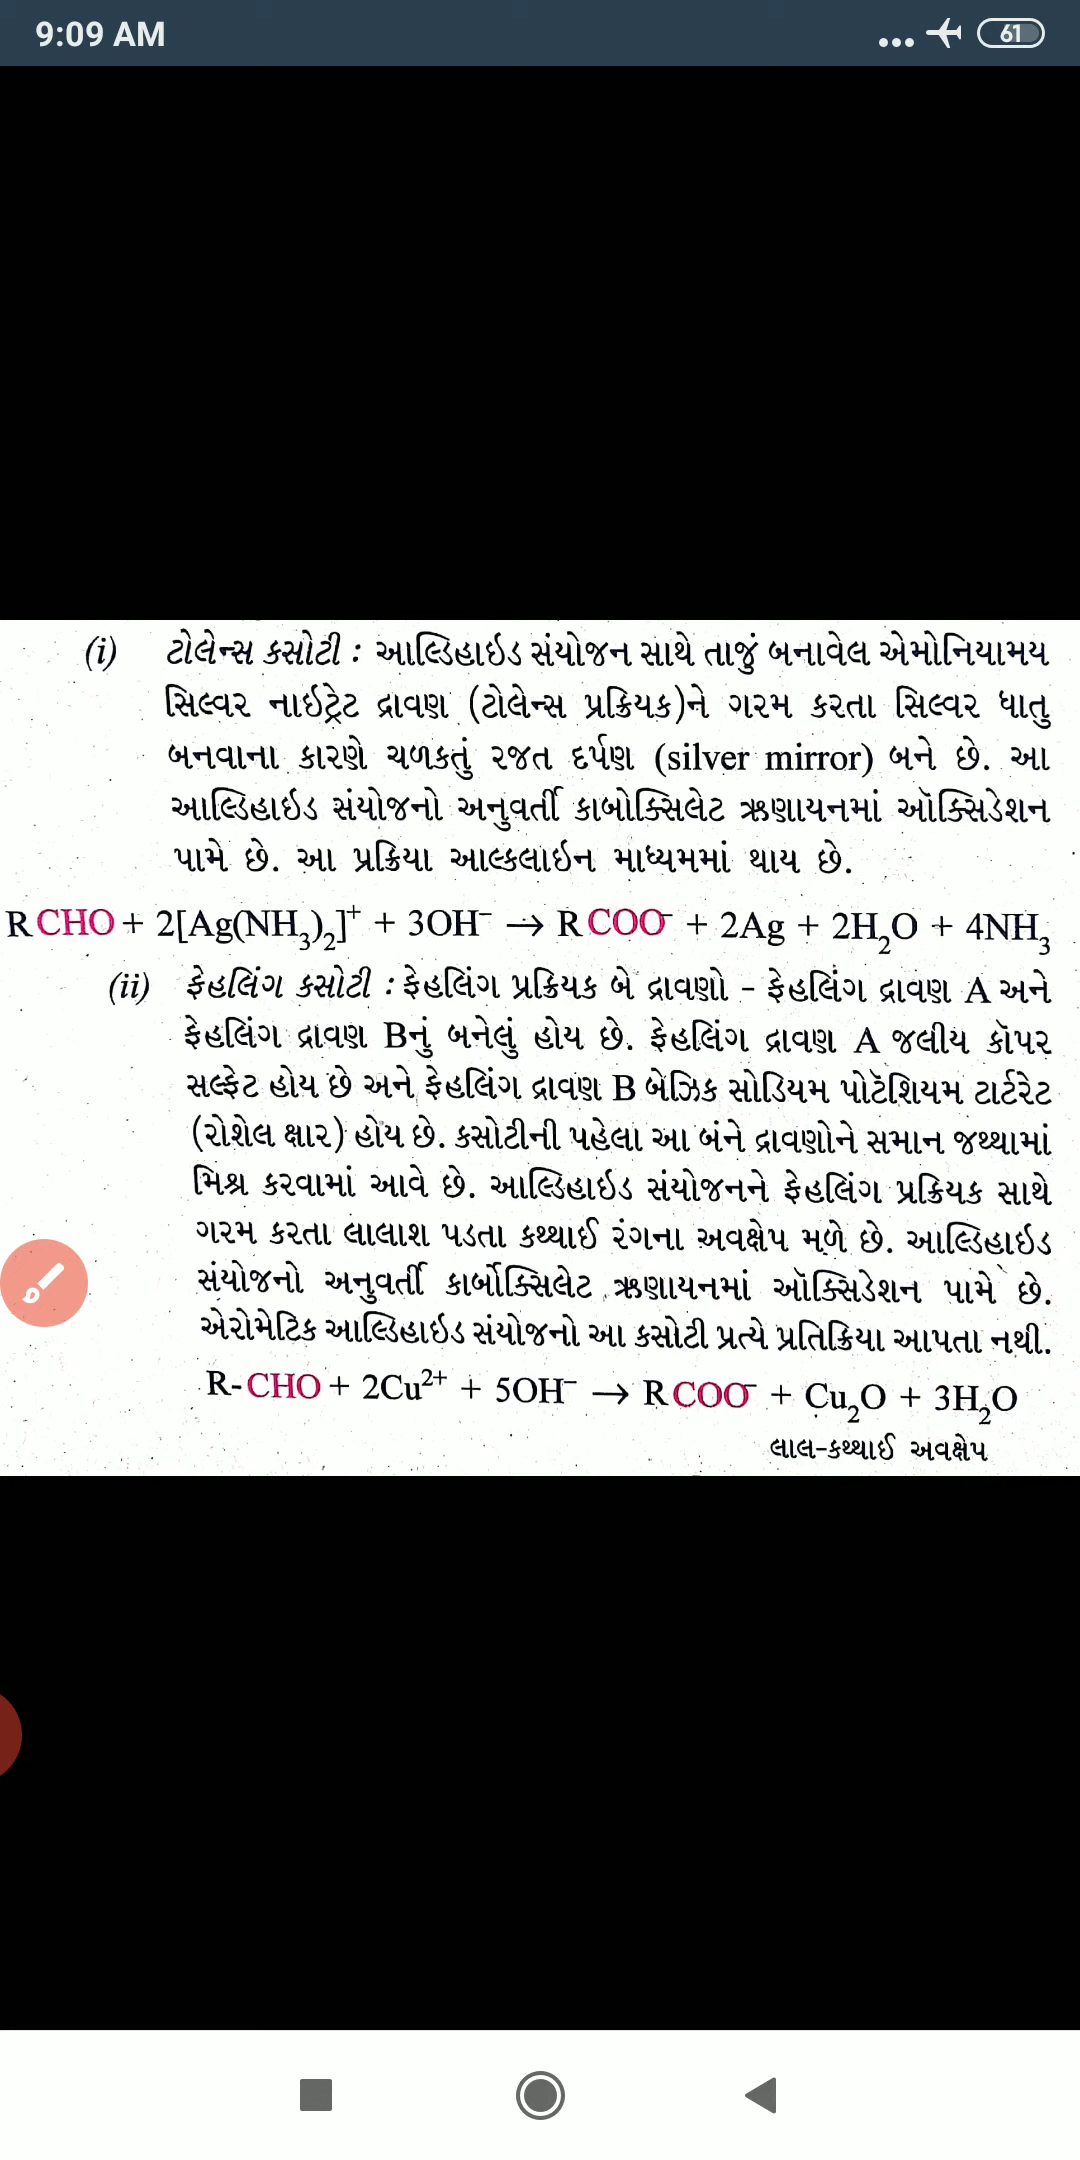 9:09 AM
61
(i) ટોલેન્સ કસોટી : આલ્ડિહાઇડ સંયોજન સાથે તાજું બનાવેલ એમોનિયામય
સિલ્વર નાઇટ્રેટ દ્રાવણ (ટોલેન્સ પ્રક્રિયક)ને ગરમ કરતા સિલ્વર ધાતુ
બનવાના કારણે ચળકતું રજત દર્પણ (silver mirror) બને છે. આ
આલ્ડિહાઇડ સંયોજનો અનુવર્તી કાબોક્સિલેટ ઋણાયનમાં ઑક્સિડેશન
પામે છે. આ પ્રક્રિયા આલ્કલાઇન માધ્યમમાં થાય છે.
RCHO + 2[Ag(NH₃)₂]⁺ + 3OH⁻ → RCOO⁻ + 2Ag + 2H₂O + 4NH₃
(ii) ફેહલિંગ કસોટી : ફેહલિંગ પ્રક્રિયક બે દ્રાવણો - ફેહલિંગ દ્રાવણ A અને
ફેહલિંગ દ્રાવણ Bનું બનેલું હોય છે. ફેહલિંગ દ્રાવણ A જલીય કૉપર
સલ્ફેટ હોય છે અને ફેહલિંગ દ્રાવણ B બેઝિક સોડિયમ પોટૅશિયમ ટાર્ટરેટ
(રોશેલ ક્ષાર) હોય છે. કસોટીની પહેલા આ બંને દ્રાવણોને સમાન જથ્થામાં
મિશ્ર કરવામાં આવે છે. આલ્ડિહાઇડ સંયોજનને ફેહલિંગ પ્રક્રિયક સાથે
ગરમ કરતા લાલાશ પડતા કથ્થાઈ રંગના અવક્ષેપ મળે છે. આલ્ડિહાઇડ
સંયોજનો અનુવર્તી કાર્બોક્સિલેટ ઋણાયનમાં ઑક્સિડેશન પામે છે.
એરોમેટિક આલ્ડિહાઇડ સંયોજનો આ કસોટી પ્રત્યે પ્રતિક્રિયા આપતા નથી.
R-CHO + 2Cu²⁺ + 5OH⁻ → RCOO⁻ + Cu₂O + 3H₂O
લાલ-કથ્થાઈ અવક્ષેપ